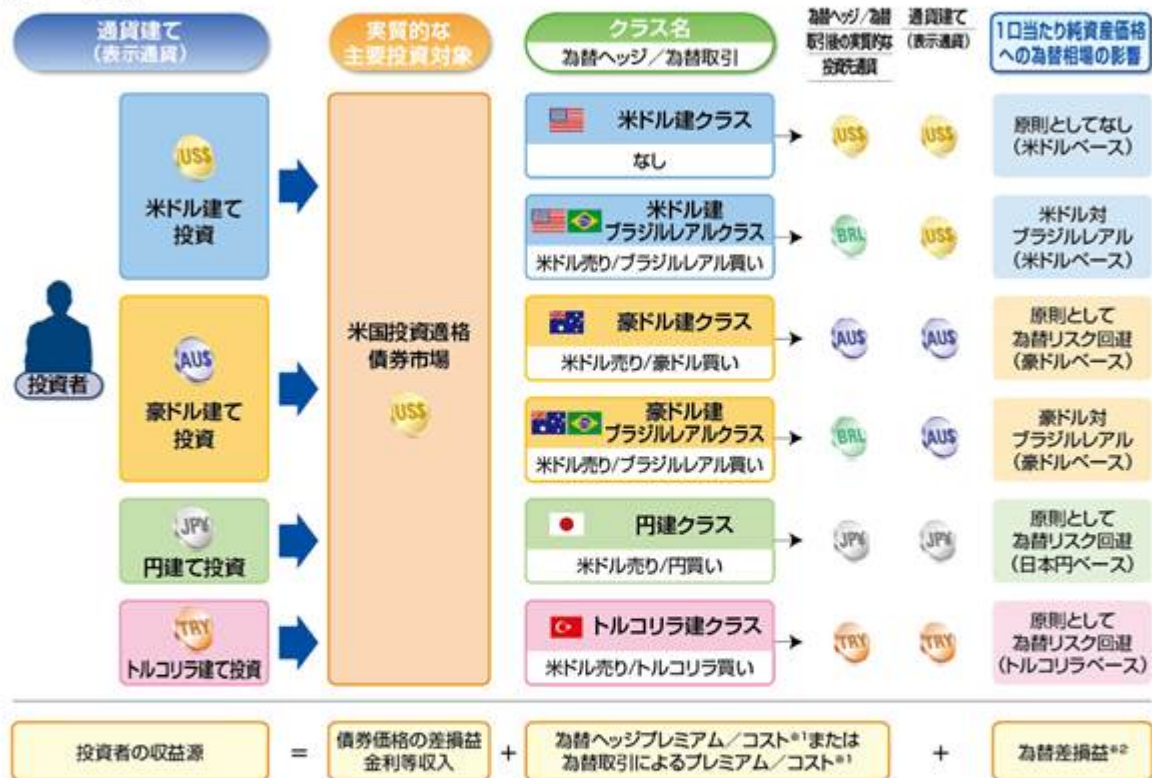 通貨建て
（表示通貨）
実質的な
主要投資対象
クラス名
為替ヘッジ／為替取引
為替ヘッジ/為替
取引後の実質的な
投資先通貨
通貨建て
（表示通貨）
1口当たり純資産価格
への為替相場の影響
投資者
US$
米ドル建て
投資
AU$
豪ドル建て
投資
JP¥
円建て投資
TRY
トルコリラ建て投資
米国投資適格
債券市場
US$
米ドル建クラス
なし
US$
US$
原則としてなし
（米ドルベース）
米ドル建
ブラジルレアルクラス
米ドル売り/ブラジルレアル買い
BRL
US$
米ドル対
ブラジルレアル
（米ドルベース）
豪ドル建クラス
米ドル売り/豪ドル買い
AU$
AU$
原則として
為替リスク回避
（豪ドルベース）
豪ドル建
ブラジルレアルクラス
米ドル売り/ブラジルレアル買い
BRL
AU$
豪ドル対
ブラジルレアル
（豪ドルベース）
円建クラス
米ドル売り/円買い
JP¥
JP¥
原則として
為替リスク回避
（日本円ベース）
トルコリラ建クラス
米ドル売り/トルコリラ買い
TRY
TRY
原則として
為替リスク回避
（トルコリラベース）
投資者の収益源
=
債券価格の差損益
金利等収入
+
為替ヘッジプレミアム／コスト※1または
為替取引によるプレミアム／コスト※1
+
為替差損益※2